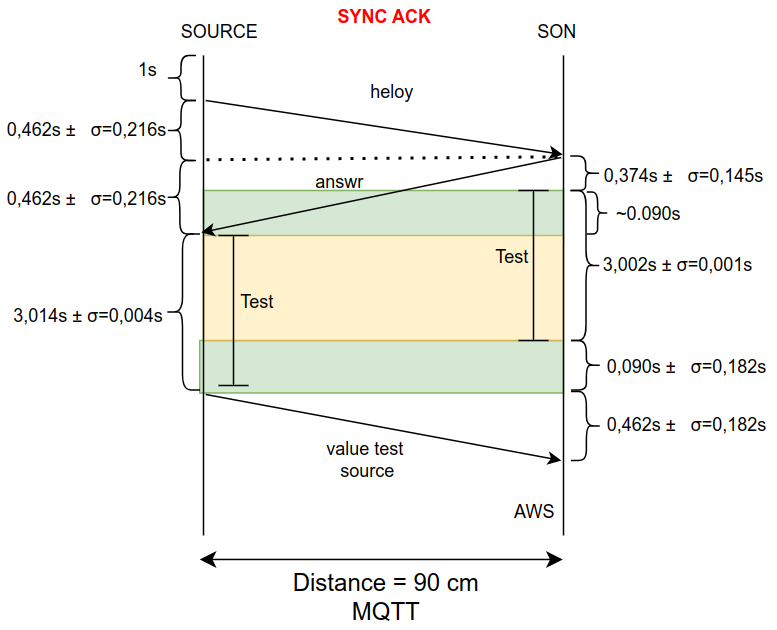 SYNC ACK
SOURCE
SON
1s
heloy
0,462s ± σ=0,216s
answr
0,374s ± σ=0,145s
0,462s ± σ=0,216s
~0.090s
Test
3,002s ± σ=0,001s
Test
3,014s ± σ=0,004s
0,090s ± σ=0,182s
0,462s ± σ=0,182s
value test
source
AWS
Distance = 90 cm
MQTT